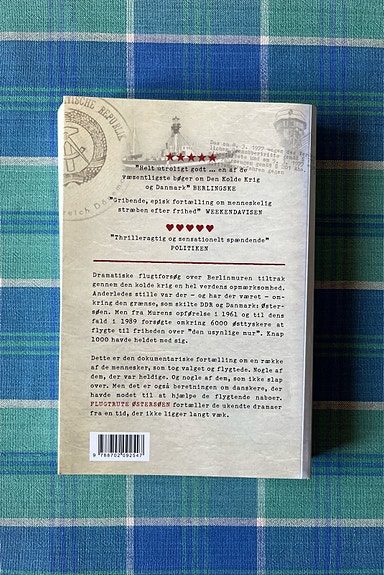 TISCHE REPUBLIK
★★★★★
"Helt utroligt godt ... en af de
væsentligste bøger om Den Kolde Krig
og Danmark" BERLINGSKE
"Gribende, episk fortælling om menneskelig
stræben efter frihed" WEEKENDAVISEN
♥♥♥♥♥
"Thrilleragtig og sensationelt spændende"
POLITIKEN
Dramatiske flugtforsøg over Berlinmuren tiltrak
gennem den kolde krig en hel verdens opmærksomhed.
Anderledes stille var der – og har der været – om-
kring den grænse, som skilte DDR og Danmark: Øster-
søen. Men fra Murens opførelse i 1961 og til dens
fald i 1989 forsøgte omkring 6000 østtyskere at
flygte til friheden over "den usynlige mur". Knap
1000 havde heldet med sig.
Dette er den dokumentariske fortælling om en række
af de mennesker, som tog valget og flygtede. Nogle af
dem, der var heldige. Og nogle af dem, som ikke slap
over. Men det er også beretningen om danskere, der
havde modet til at hjælpe de flygtende naboer.
FLUGTRUTE ØSTERSØEN fortæller de ukendte dramaer
fra en tid, der ikke ligger langt væk.
9 788702 092547